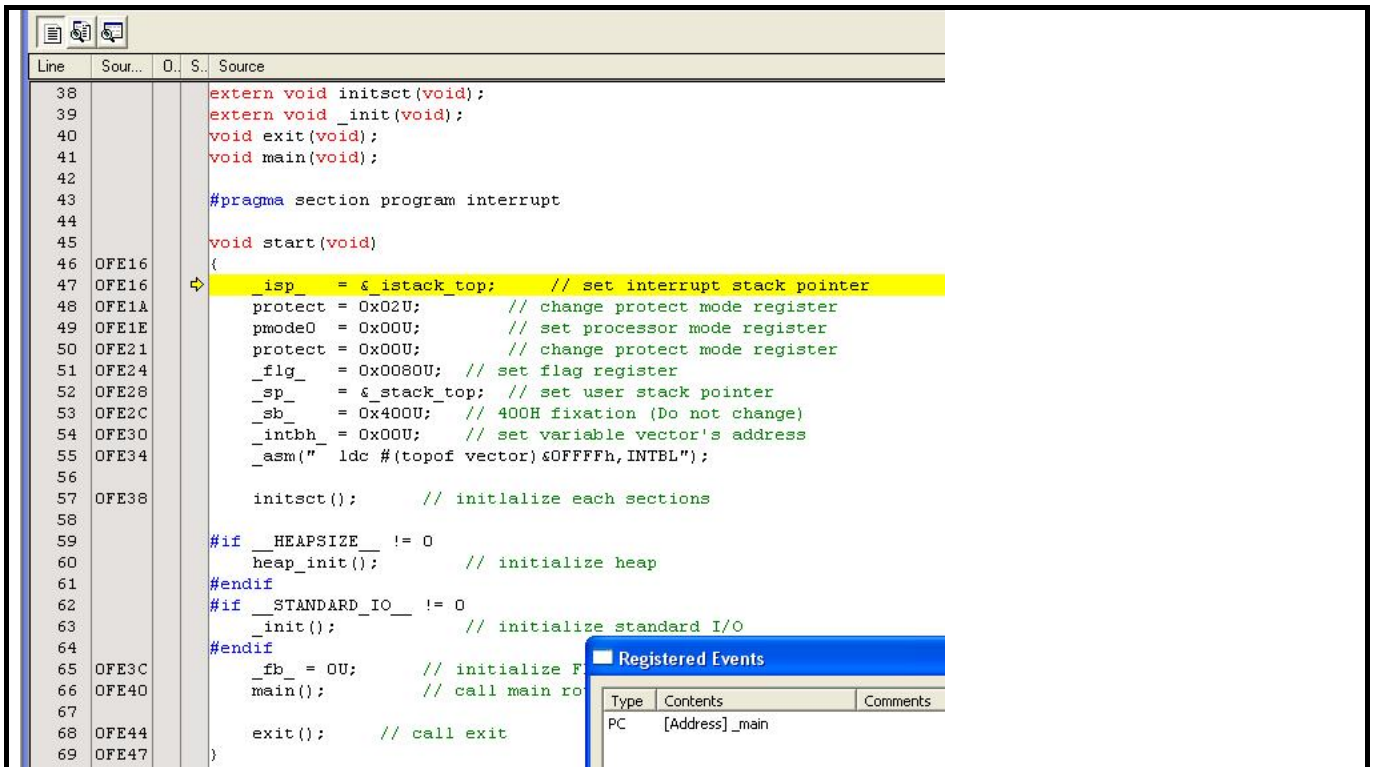 Line Sour... O.. S.. Source
38 extern void initsct(void);
39 extern void _init(void);
40 void exit(void);
41 void main(void);
42
43 #pragma section program interrupt
44
45 void start(void)
46 0FE16 {
47 0FE16 _isp_ = &_istack_top; // set interrupt stack pointer
48 0FE1A protect = 0x02U; // change protect mode register
49 0FE1E pmode0 = 0x00U; // set processor mode register
50 0FE21 protect = 0x00U; // change protect mode register
51 0FE24 _flg_ = 0x0080U; // set flag register
52 0FE28 _sp_ = &_stack_top; // set user stack pointer
53 0FE2C _sb_ = 0x400U; // 400H fixation (Do not change)
54 0FE30 _intbh_ = 0x00U; // set variable vector's address
55 0FE34 _asm(" ldc #(topof vector)&0FFFFh,INTBL");
56
57 0FE38 initsct(); // initlalize each sections
58
59 #if __HEAPSIZE__ != 0
60 heap_init(); // initialize heap
61 #endif
62 #if __STANDARD_IO__ != 0
63 _init(); // initialize standard I/O
64 #endif
65 0FE3C _fb_ = 0U; // initialize F
66 0FE40 main(); // call main ro
67
68 0FE44 exit(); // call exit
69 0FE47 }
Registered Events
Type Contents Comments
PC [Address] _main